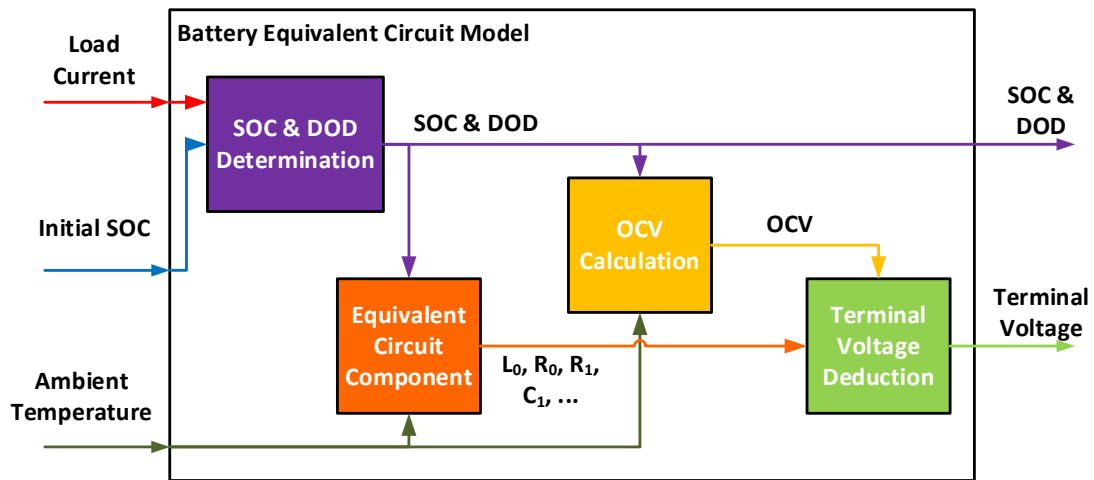 Battery Equivalent Circuit Model
Load
Current
SOC & DOD
Determination
SOC & DOD
SOC &
DOD
Initial SOC
OCV
Calculation
OCV
Equivalent
Circuit
Component
L₀, R₀, R₁,
C₁, ...
Terminal
Voltage
Deduction
Terminal
Voltage
Ambient
Temperature